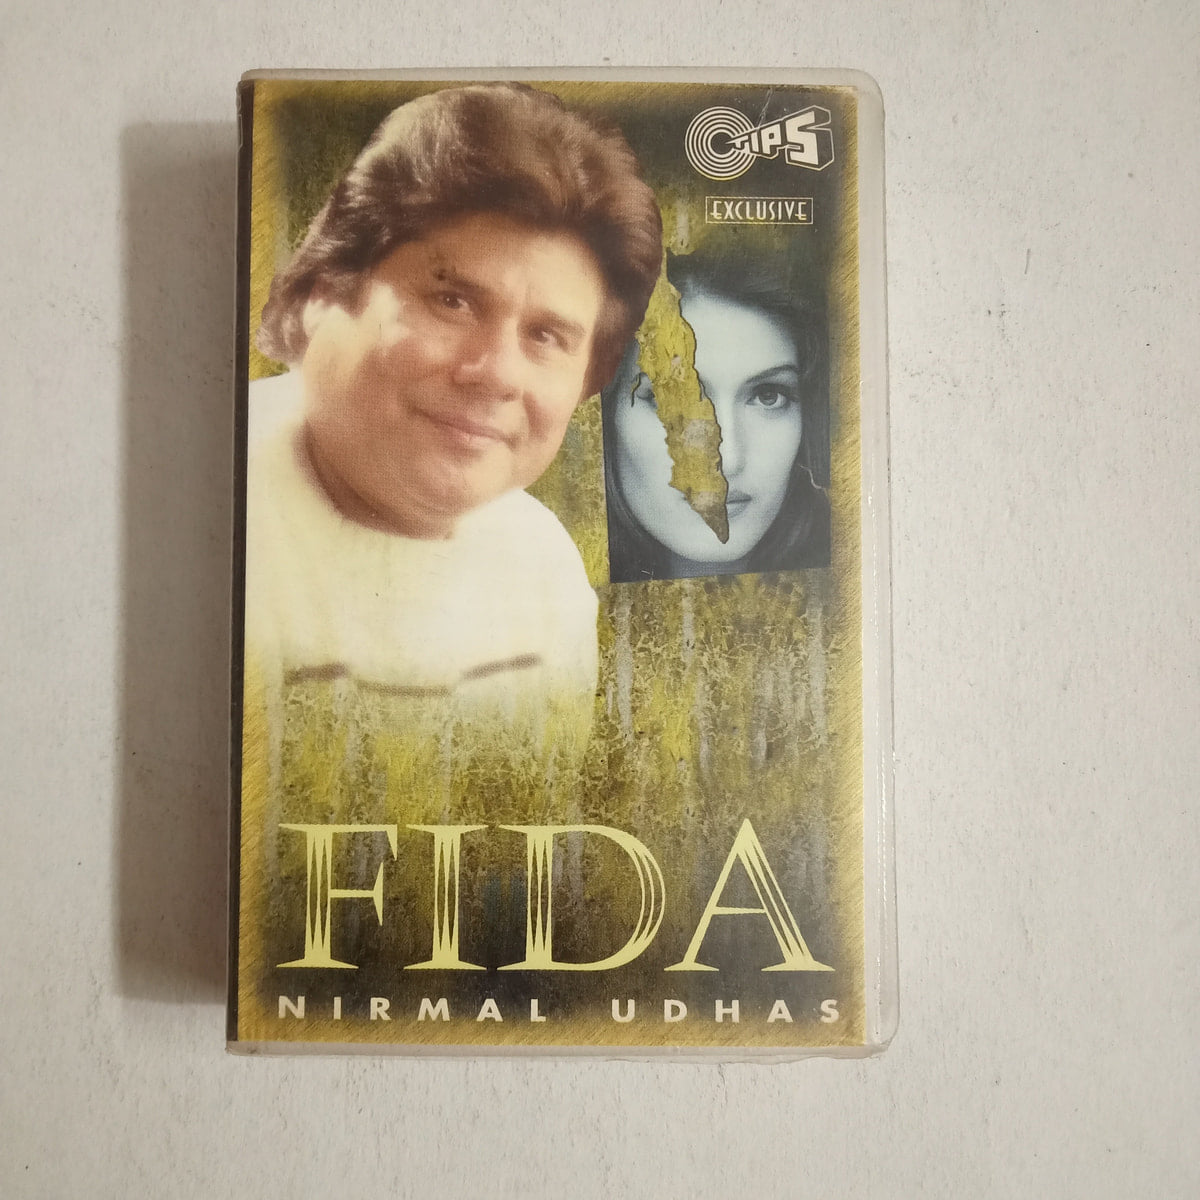 TIPS
EXCLUSIVE
FIDA
NIRMAL UDHAS